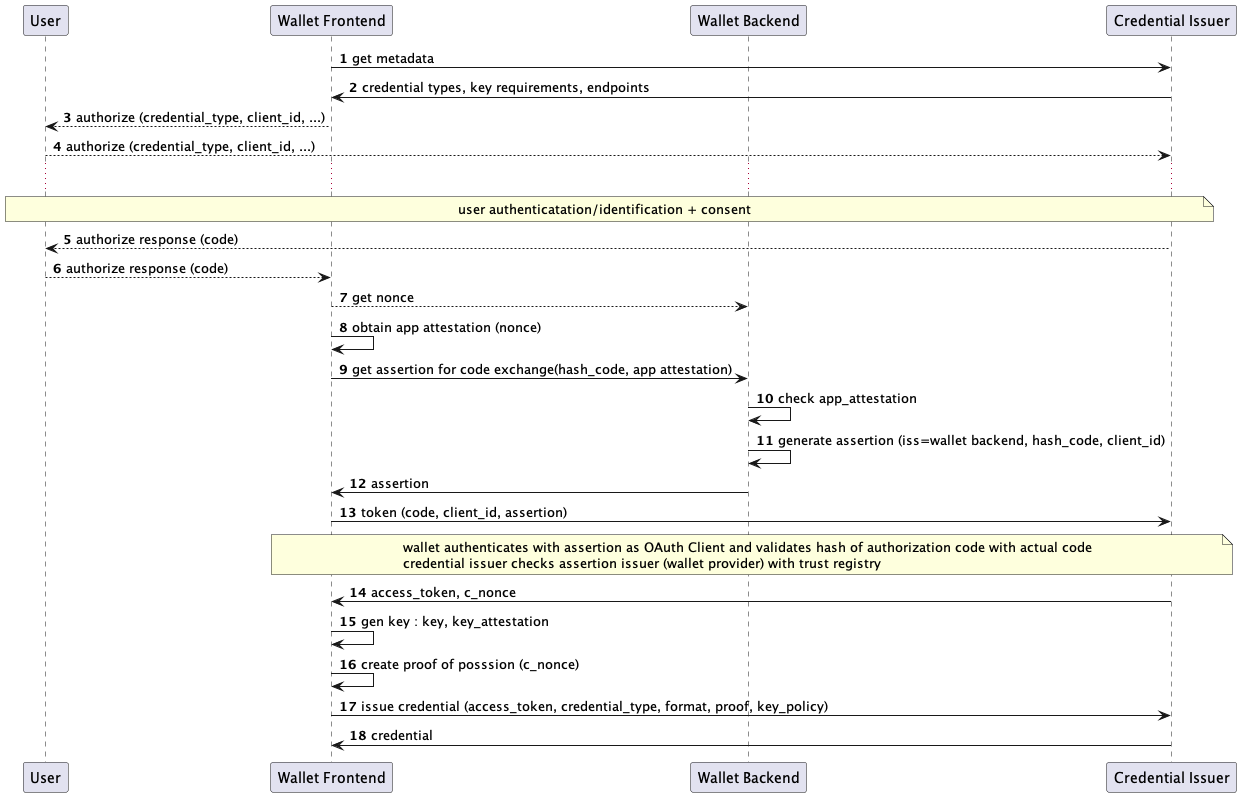 User Wallet Frontend Wallet Backend Credential Issuer
1 get metadata
2 credential types, key requirements, endpoints
3 authorize (credential_type, client_id, ...)
4 authorize (credential_type, client_id, ...)
user authenticatation/identification + consent
5 authorize response (code)
6 authorize response (code)
7 get nonce
8 obtain app attestation (nonce)
9 get assertion for code exchange(hash_code, app attestation)
10 check app_attestation
11 generate assertion (iss=wallet backend, hash_code, client_id)
12 assertion
13 token (code, client_id, assertion)
wallet authenticates with assertion as OAuth Client and validates hash of authorization code with actual code
credential issuer checks assertion issuer (wallet provider) with trust registry
14 access_token, c_nonce
15 gen key : key, key_attestation
16 create proof of posssion (c_nonce)
17 issue credential (access_token, credential_type, format, proof, key_policy)
18 credential
User Wallet Frontend Wallet Backend Credential Issuer